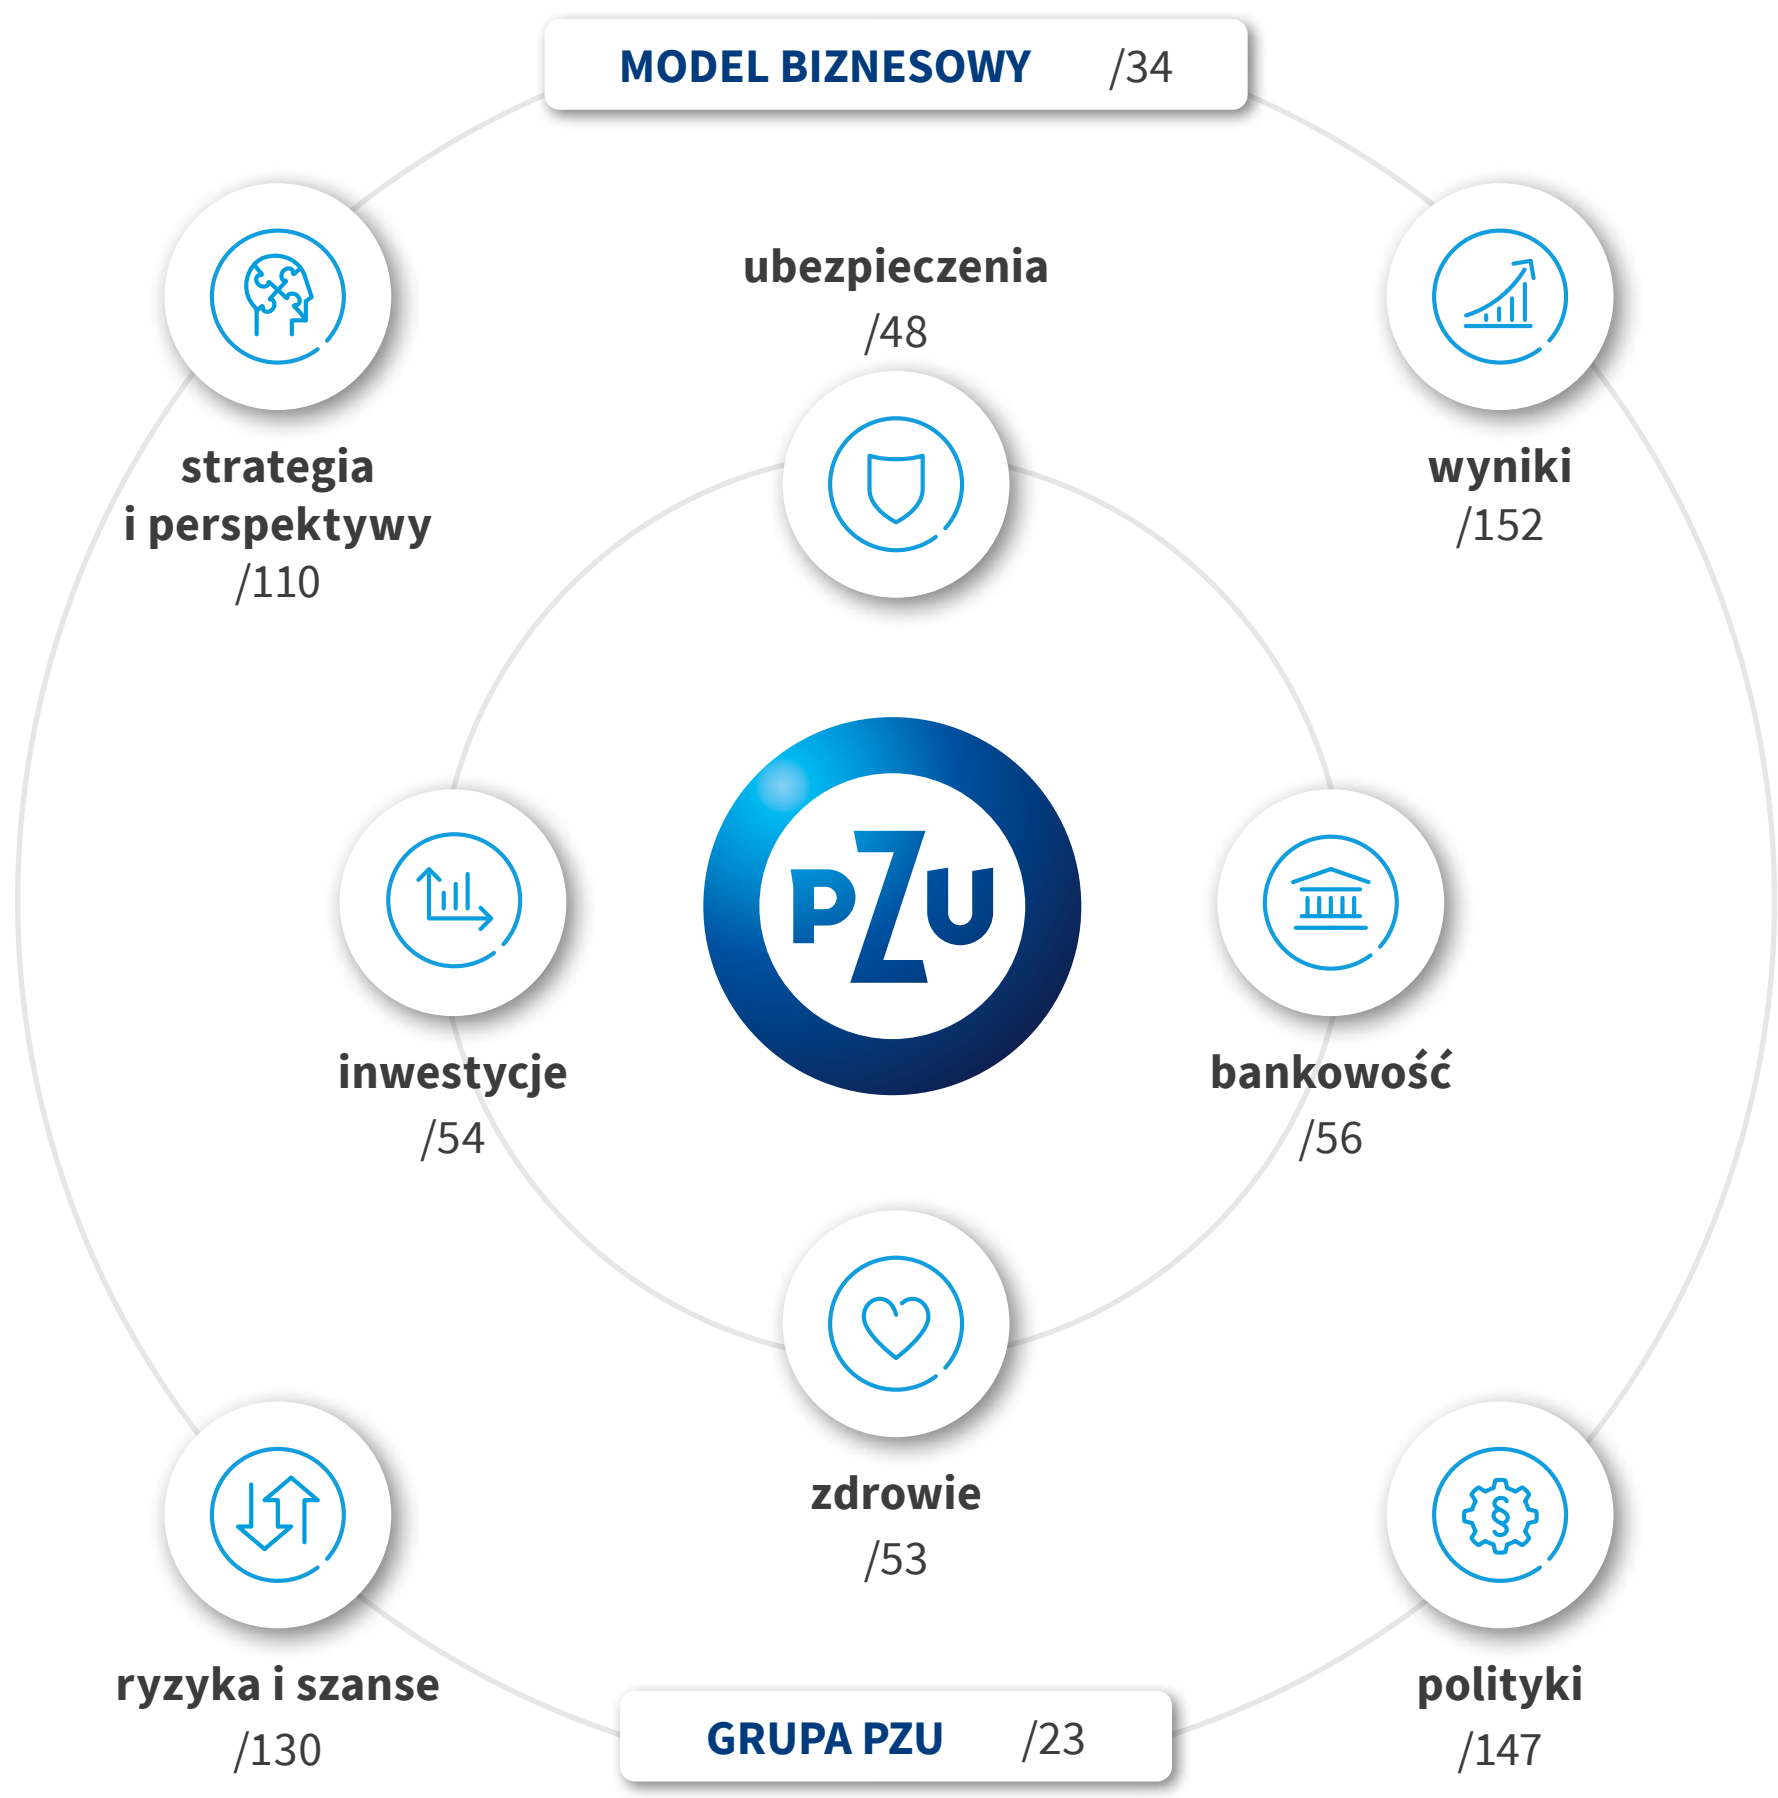 MODEL BIZNESOWY /34
ubezpieczenia
/48
strategia
i perspektywy
/110
wyniki
/152
PZU
inwestycje
/54
bankowość
/56
zdrowie
/53
§
ryzyka i szanse
/130
polityki
/147
GRUPA PZU /23